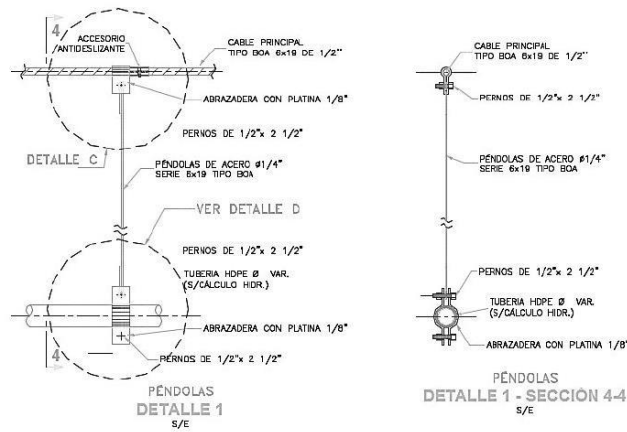 4
ACCESORIO
ANTIDESLIZANTE
CABLE PRINCIPAL
TIPO BOA 6x19 DE 1/2"
ABRAZADERA CON PLATINA 1/8"
PERNOS DE 1/2"x 2 1/2"
DETALLE C
PÉNDOLAS DE ACERO ø1/4"
SERIE 6x19 TIPO BOA
VER DETALLE D
PERNOS DE 1/2"x 2 1/2"
TUBERIA HDPE Ø VAR.
(S/CÁLCULO HIDR.)
ABRAZADERA CON PLATINA 1/8"
4
PERNOS DE 1/2"x 2 1/2"
PÉNDOLAS
DETALLE 1
S/E
CABLE PRINCIPAL
TIPO BOA 6x19 DE 1/2"
PERNOS DE 1/2"x 2 1/2"
PÉNDOLAS DE ACERO ø1/4"
SERIE 6x19 TIPO BOA
PERNOS DE 1/2"x 2 1/2"
TUBERIA HDPE Ø VAR.
(S/CÁLCULO HIDR.)
ABRAZADERA CON PLATINA 1/8"
PÉNDOLAS
DETALLE 1 - SECCIÓN 4-4
S/E